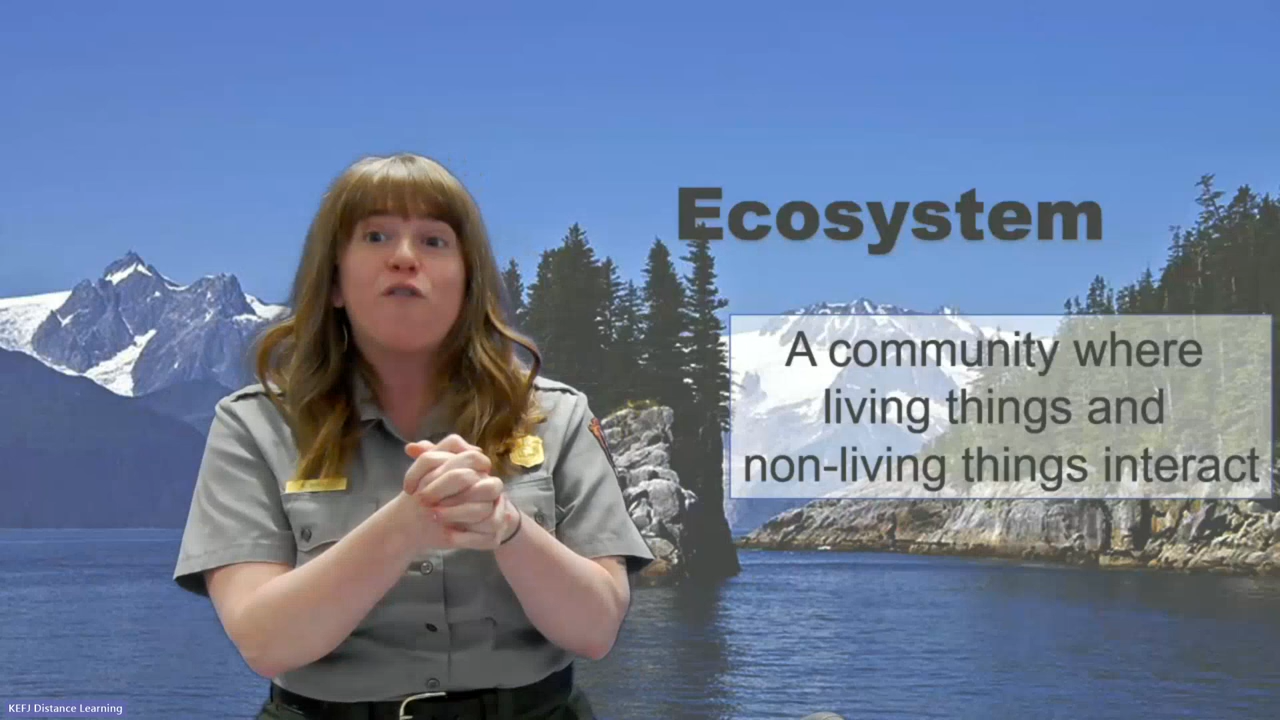 Ecosystem
A community where
living things and
non-living things interact
KEFJ Distance Learning